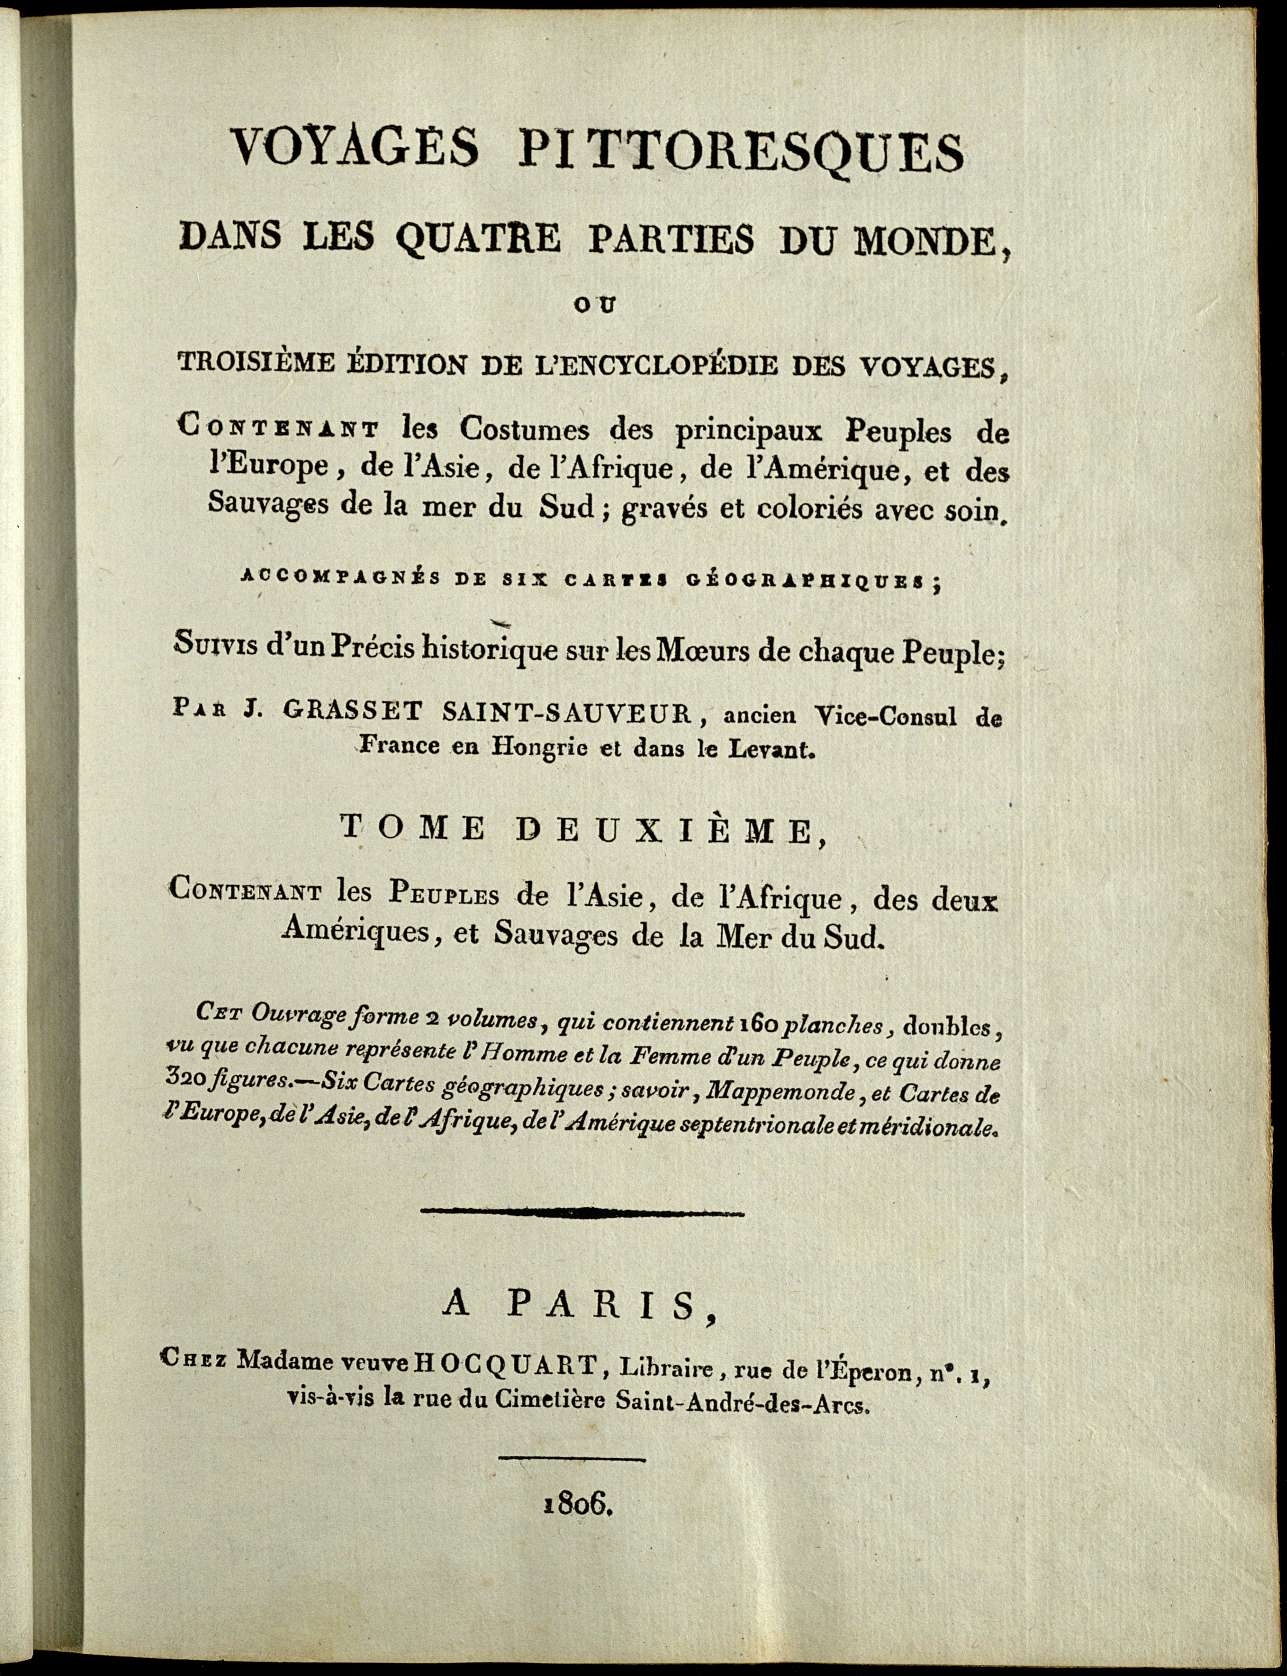 VOYAGES PITTORESQUES
DANS LES QUATRE PARTIES DU MONDE,
OU
TROISIÈME ÉDITION DE L'ENCYCLOPÉDIE DES VOYAGES,
CONTENANT les Costumes des principaux Peuples de
l'Europe, de l'Asie, de l'Afrique, de l'Amérique, et des
Sauvages de la mer du Sud; gravés et coloriés avec soin.
ACCOMPAGNÉS DE SIX CARTES GÉOGRAPHIQUES;
SUIVIS d'un Précis historique sur les Mœurs de chaque Peuple;
PAR J. GRASSET SAINT-SAUVEUR, ancien Vice-Consul de
France en Hongrie et dans le Levant.
TOME DEUXIÈME,
CONTENANT les PEUPLES de l'Asie, de l'Afrique, des deux
Amériques, et Sauvages de la Mer du Sud.
CET Ouvrage forme 2 volumes, qui contiennent 160 planches, doubles,
vu que chacune représente l'Homme et la Femme d'un Peuple, ce qui donne
320 figures.—Six Cartes géographiques; savoir, Mappemonde, et Cartes de
l'Europe, de l'Asie, de l'Afrique, de l'Amérique septentrionale et méridionale.
A PARIS,
CHEZ Madame veuve HOCQUART, Libraire, rue de l'Éperon, n°. 1,
vis-à-vis la rue du Cimetière Saint-André-des-Arcs.
1806.